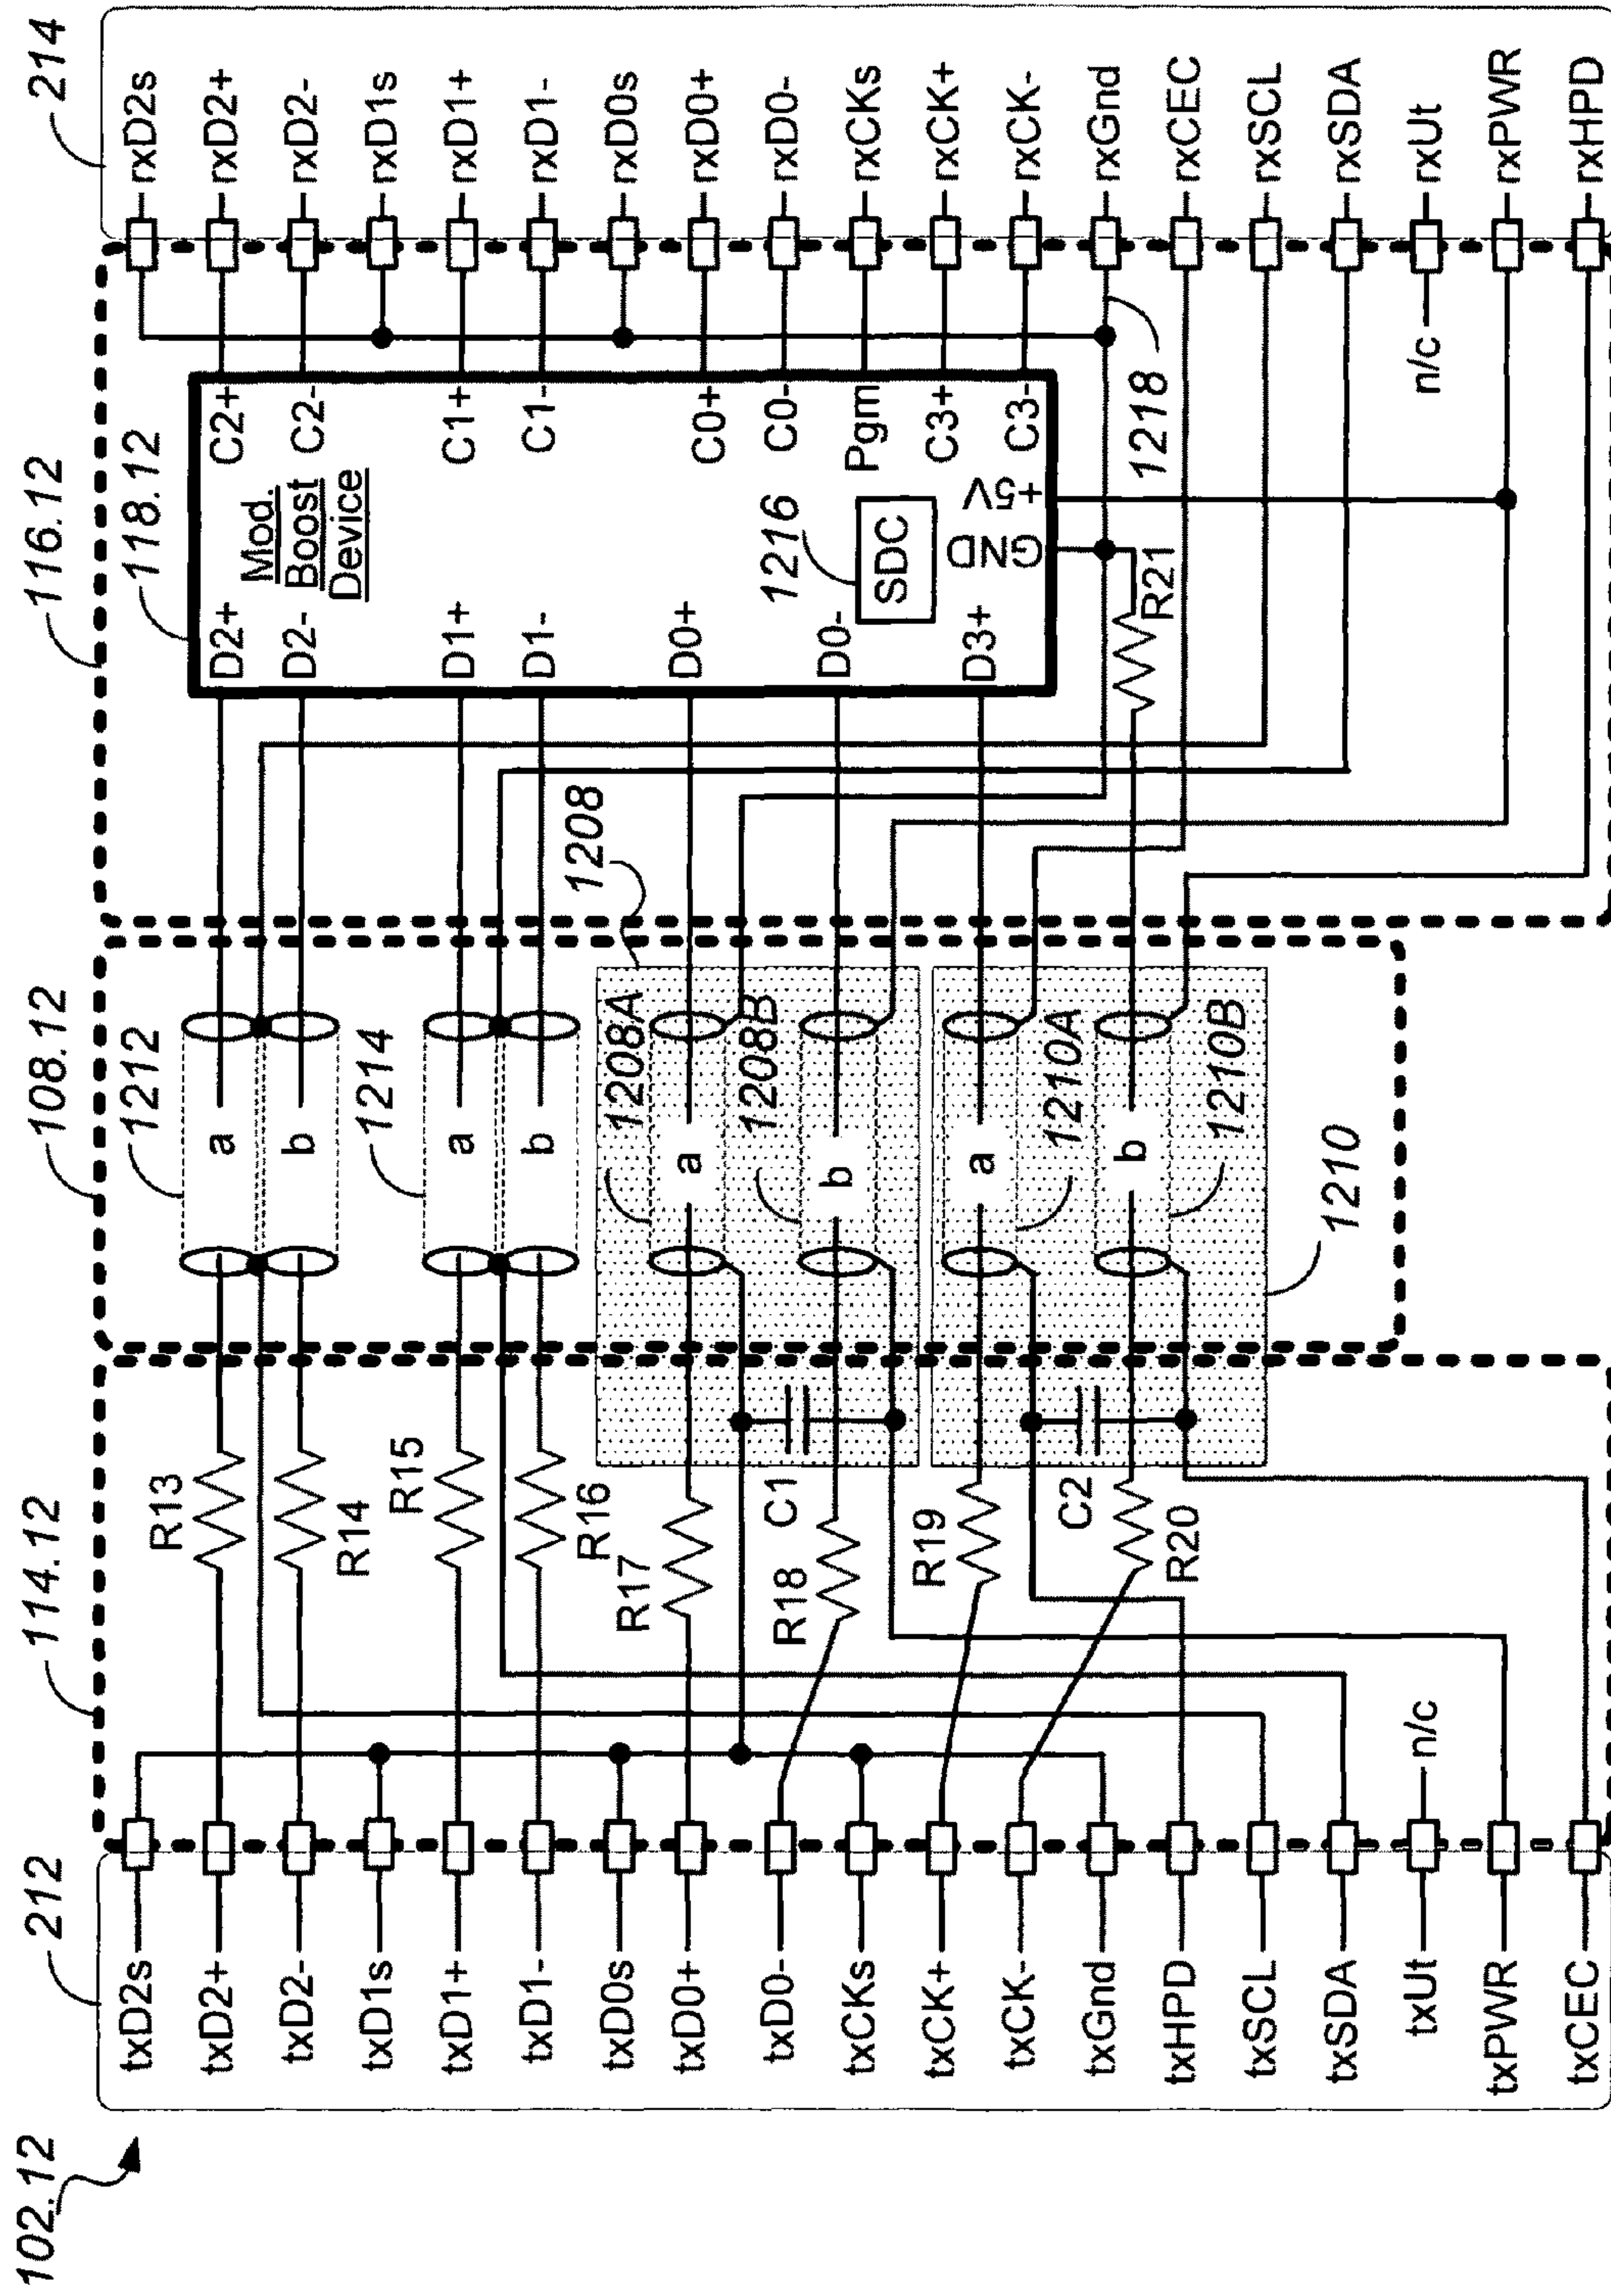 102.12
212
114.12
108.12
116.12
214
118.12
txD2s
txD2+
txD2-
txD1s
txD1+
txD1-
txD0s
txD0+
txD0-
txCKs
txCK+
txCK-
txGnd
txHPD
txSCL
txSDA
txUt
n/c
txPWR
txCEC
R13
R14
R15
R16
R17
R18
C1
R19
C2
R20
1212
a
b
1214
a
b
1208
1208A
a
1208B
b
1210A
a
1210B
b
1210
D2+
D2-
D1+
D1-
D0+
D0-
D3+
Mod.
Boost
Device
1216
SDC
GND
+5V
C2+
C2-
C1+
C1-
C0+
C0-
Pgm
C3+
C3-
R21
1218
n/c
rxD2s
rxD2+
rxD2-
rxD1s
rxD1+
rxD1-
rxD0s
rxD0+
rxD0-
rxCKs
rxCK+
rxCK-
rxGnd
rxCEC
rxSCL
rxSDA
rxUt
rxPWR
rxHPD